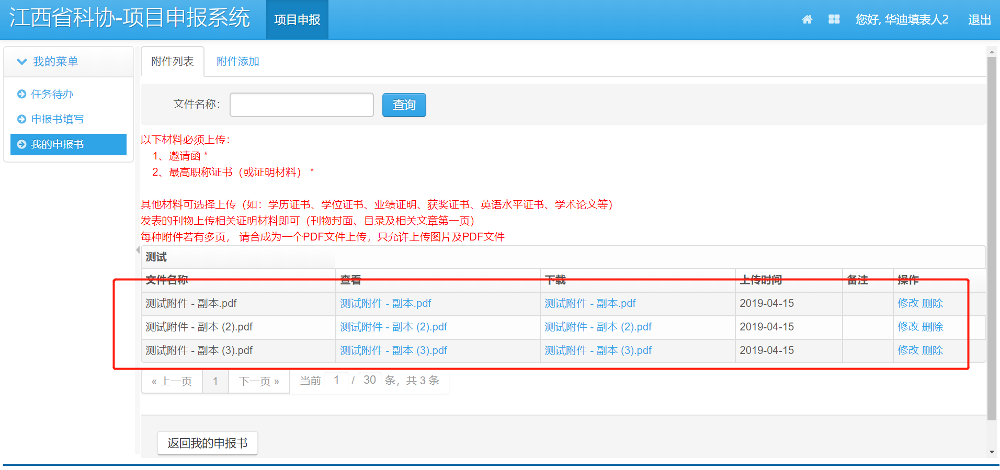 江西省科协-项目申报系统 项目申报 您好, 华迪填表人2 退出
我的菜单
任务待办
申报书填写
我的申报书
附件列表 附件添加
文件名称： 查询
以下材料必须上传：
1、邀请函 *
2、最高职称证书（或证明材料） *
其他材料可选择上传（如：学历证书、学位证书、业绩证明、获奖证书、英语水平证书、学术论文等）
发表的刊物上传相关证明材料即可（刊物封面、目录及相关文章第一页）
每种附件若有多页， 请合成为一个PDF文件上传，只允许上传图片及PDF文件
测试
文件名称 查看 下载 上传时间 备注 操作
测试附件 - 副本.pdf 测试附件 - 副本.pdf 测试附件 - 副本.pdf 2019-04-15 修改 删除
测试附件 - 副本 (2).pdf 测试附件 - 副本 (2).pdf 测试附件 - 副本 (2).pdf 2019-04-15 修改 删除
测试附件 - 副本 (3).pdf 测试附件 - 副本 (3).pdf 测试附件 - 副本 (3).pdf 2019-04-15 修改 删除
« 上一页 1 下一页 » 当前 1 / 30 条，共 3 条
返回我的申报书